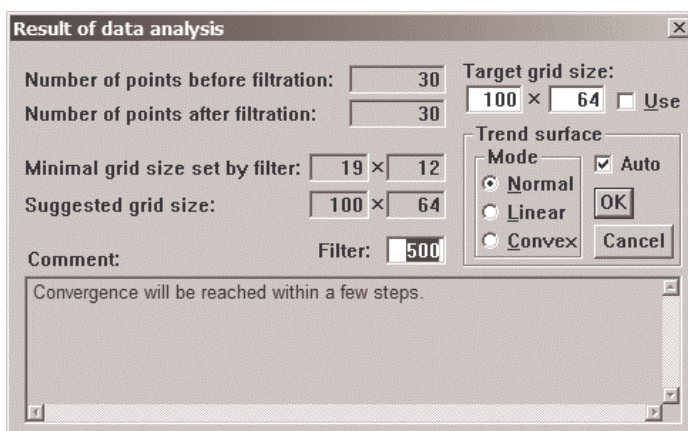 Result of data analysis
Number of points before filtration: 30
Number of points after filtration: 30
Minimal grid size set by filter: 19 × 12
Suggested grid size: 100 × 64
Filter: 500
Target grid size:
100 × 64 Use
Trend surface
Mode
Normal
Linear
Convex
Auto
OK
Cancel
Comment:
Convergence will be reached within a few steps.